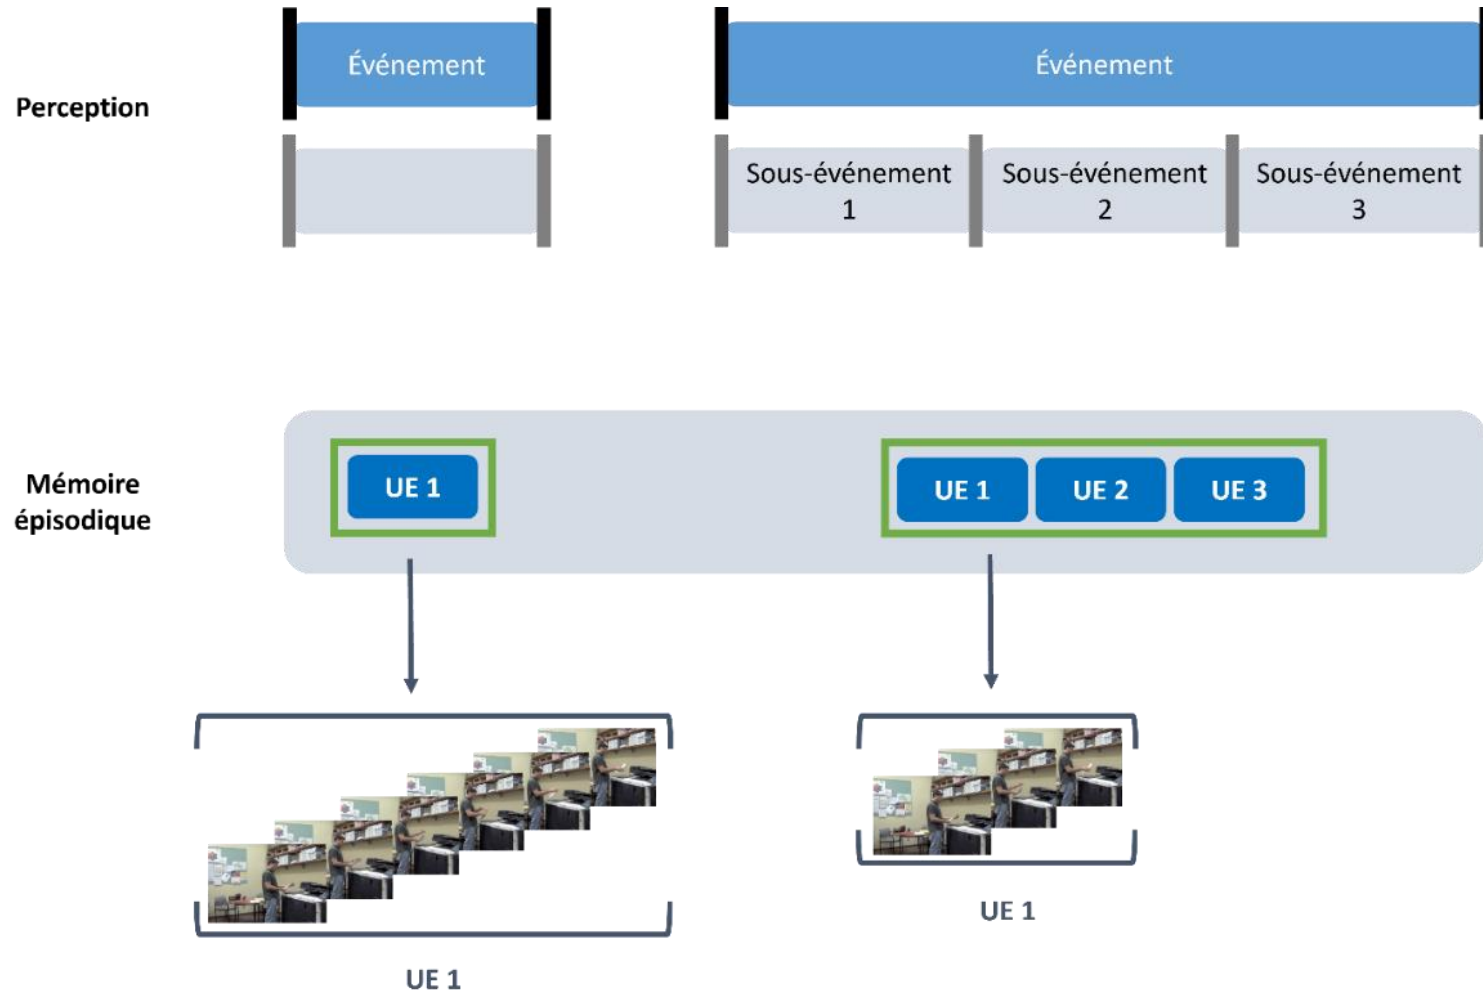 Événement
Événement
Perception
Sous-événement
1
Sous-événement
2
Sous-événement
3
Mémoire
épisodique
UE 1
UE 1
UE 2
UE 3
UE 1
UE 1